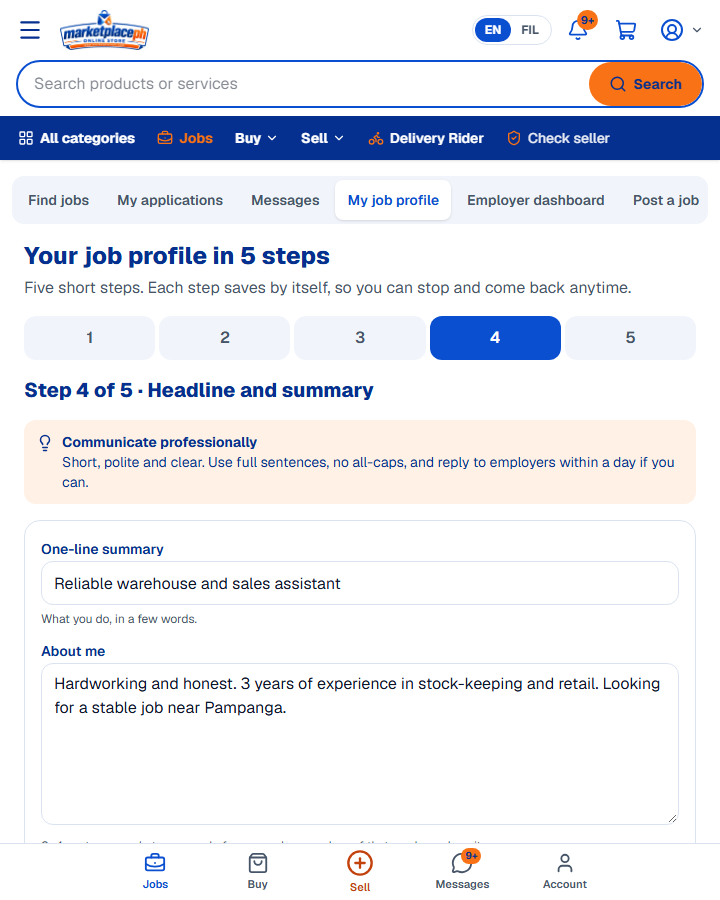 marketplaceph
ONLINE STORE
EN
FIL
9+
Search products or services
Search
All categories
Jobs
Buy
Sell
Delivery Rider
Check seller
Find jobs
My applications
Messages
My job profile
Employer dashboard
Post a job
Your job profile in 5 steps
Five short steps. Each step saves by itself, so you can stop and come back anytime.
1
2
3
4
5
Step 4 of 5 · Headline and summary
Communicate professionally
Short, polite and clear. Use full sentences, no all-caps, and reply to employers within a day if you
can.
One-line summary
Reliable warehouse and sales assistant
What you do, in a few words.
About me
Hardworking and honest. 3 years of experience in stock-keeping and retail. Looking
for a stable job near Pampanga.
Jobs
Buy
Sell
9+
Messages
Account